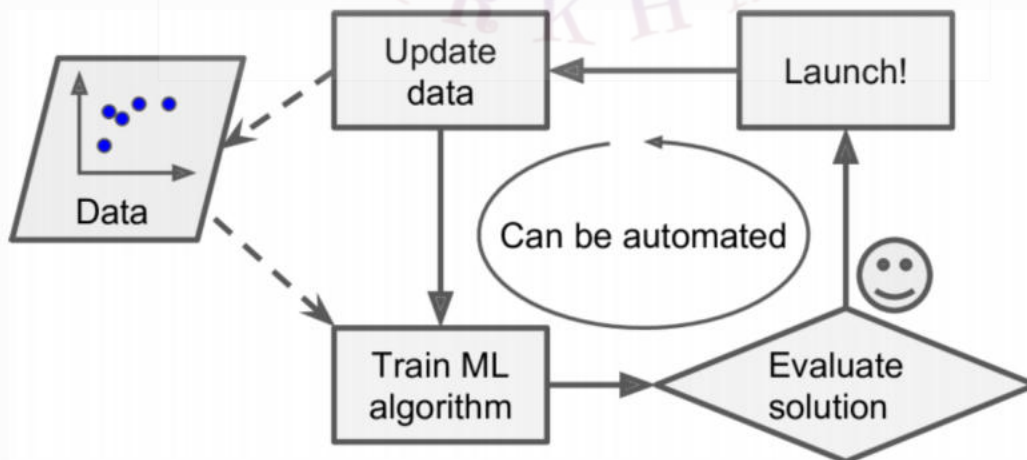 Update
data
Launch!
Data
Can be automated
Train ML
algorithm
Evaluate
solution